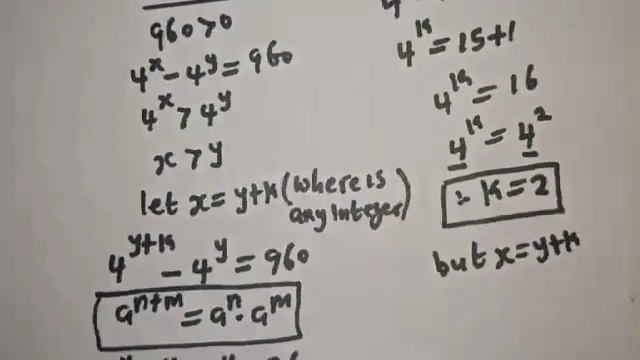 960>0
4^x - 4^y = 960
4^x > 4^y
x > y
let x = y+k (where is
any Integer)
4^{y+k} - 4^y = 960
a^{n+m} = a^n · a^m
4^k = 15+1
4^k = 16
4^k = 4^2
∴ k = 2
but x = y+k